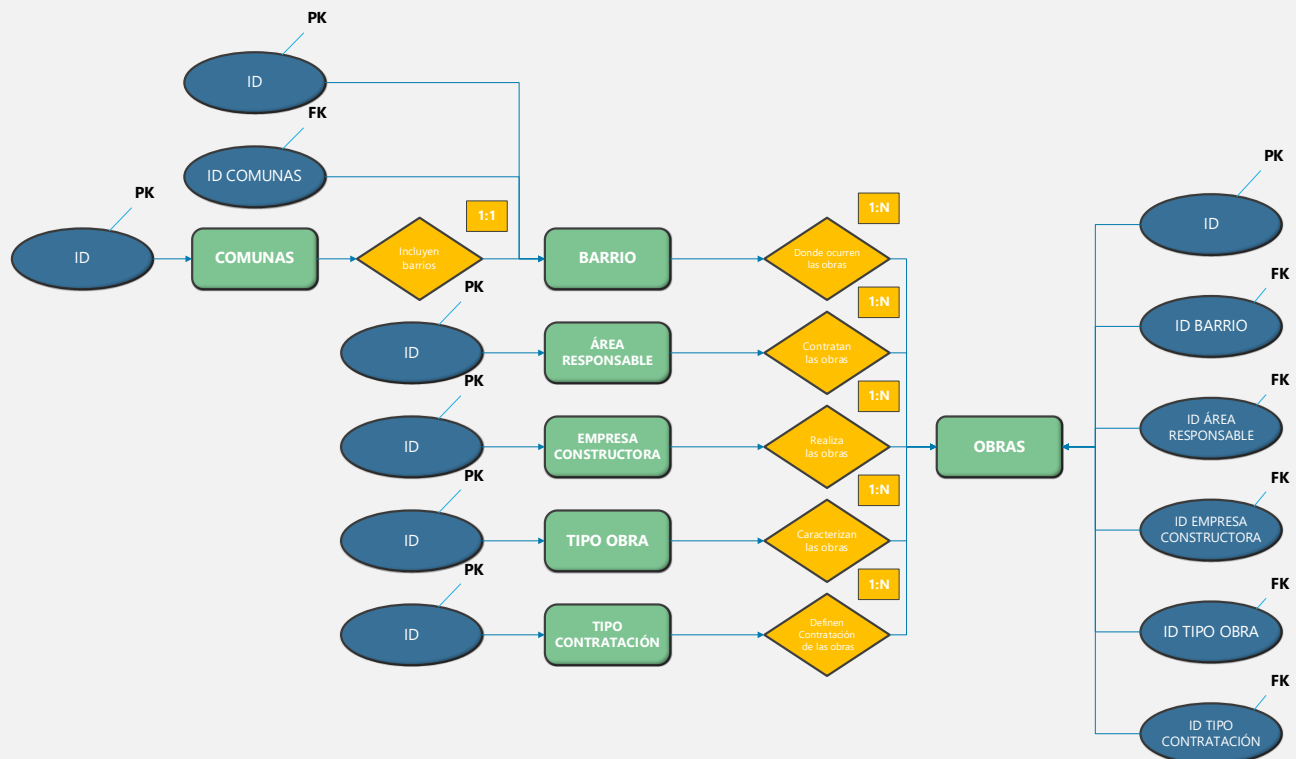 PK
ID
FK
ID COMUNAS
PK
ID
COMUNAS
Incluyen
barrios
1:1
BARRIO
1:N
Donde ocurren
las obras
PK
ID
ÁREA
RESPONSABLE
1:N
Contratan
las obras
PK
ID
EMPRESA
CONSTRUCTORA
1:N
Realiza
las obras
PK
ID
TIPO OBRA
1:N
Caracterizan
las obras
PK
ID
TIPO
CONTRATACIÓN
1:N
Definen
Contratación
de las obras
OBRAS
PK
ID
FK
ID BARRIO
FK
ID ÁREA
RESPONSABLE
FK
ID EMPRESA
CONSTRUCTORA
FK
ID TIPO OBRA
FK
ID TIPO
CONTRATACIÓN